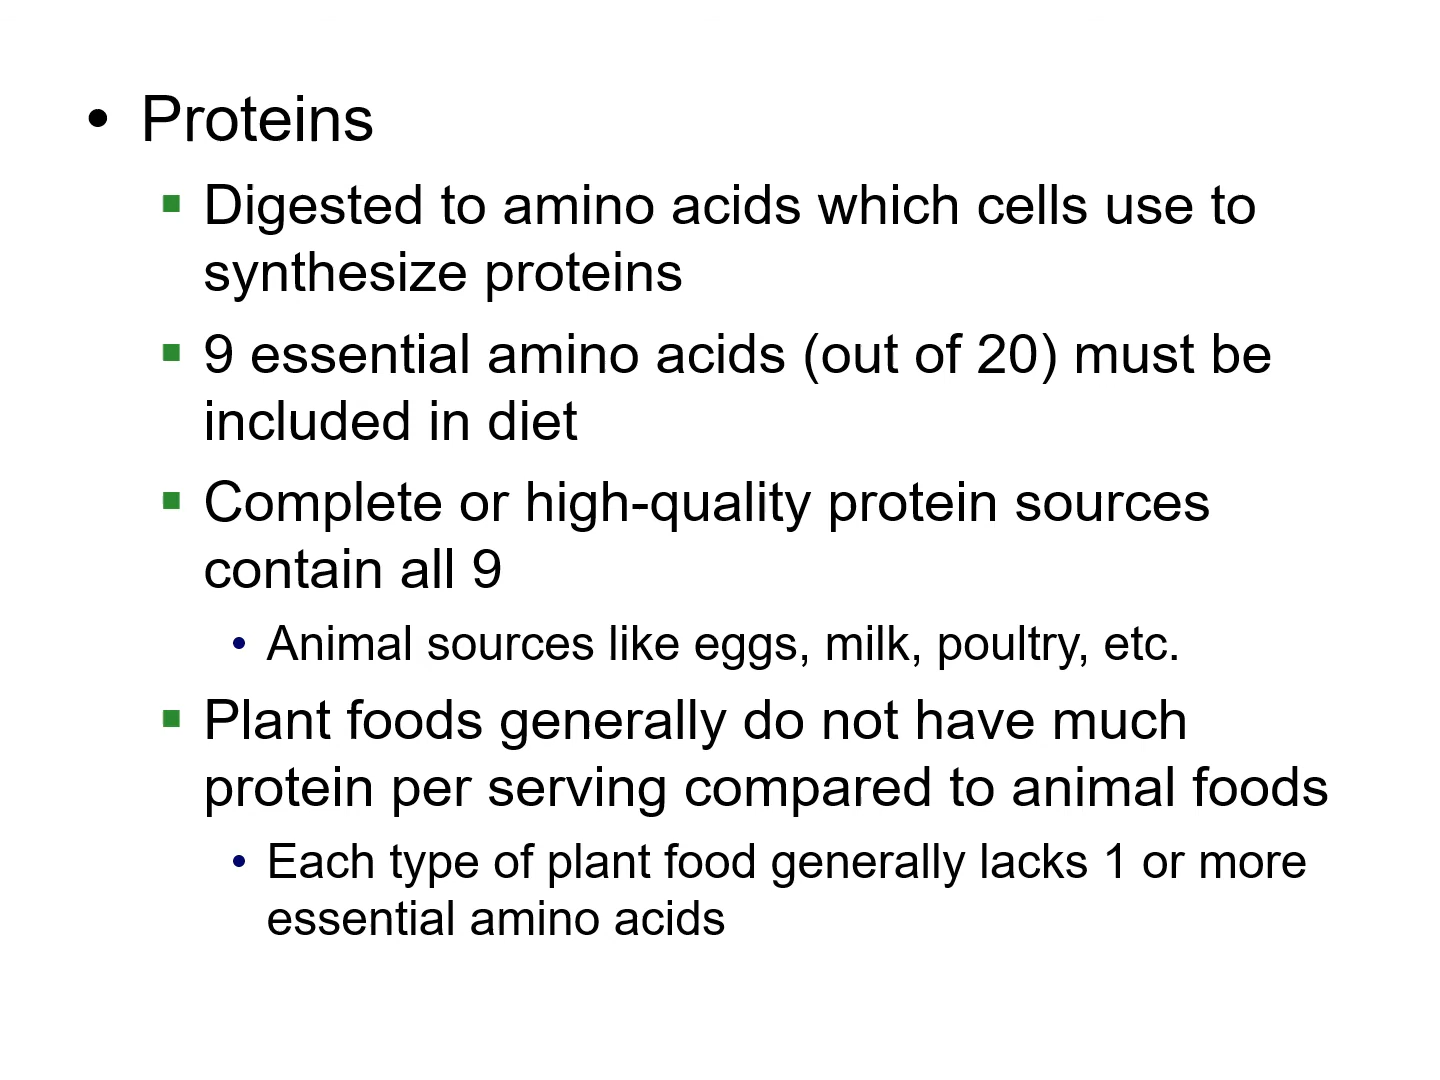 • Proteins
▪ Digested to amino acids which cells use to
synthesize proteins
▪ 9 essential amino acids (out of 20) must be
included in diet
▪ Complete or high-quality protein sources
contain all 9
• Animal sources like eggs, milk, poultry, etc.
▪ Plant foods generally do not have much
protein per serving compared to animal foods
• Each type of plant food generally lacks 1 or more
essential amino acids